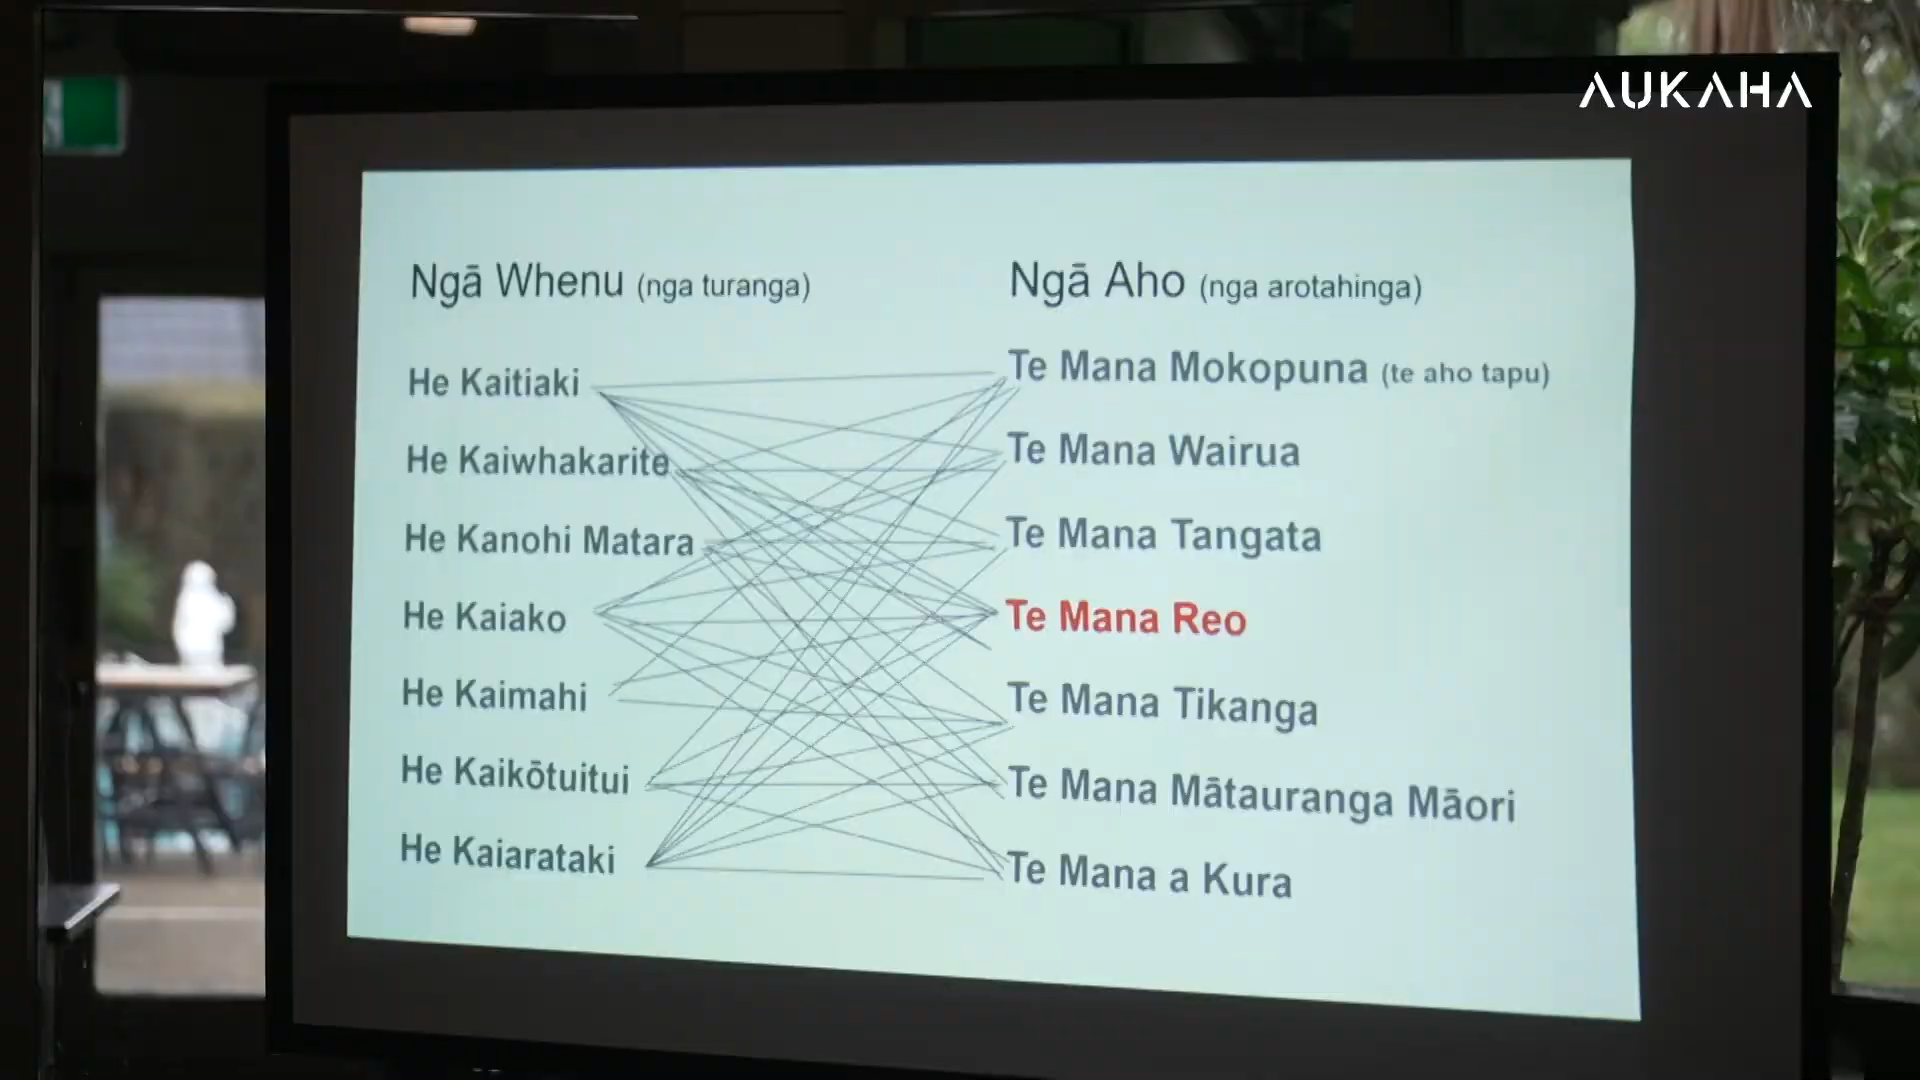 AUKAHA
Ngā Whenu (nga turanga)
He Kaitiaki
He Kaiwhakarite
He Kanohi Matara
He Kaiako
He Kaimahi
He Kaikōtuitui
He Kaiarataki
Ngā Aho (nga arotahinga)
Te Mana Mokopuna (te aho tapu)
Te Mana Wairua
Te Mana Tangata
Te Mana Reo
Te Mana Tikanga
Te Mana Mātauranga Māori
Te Mana a Kura